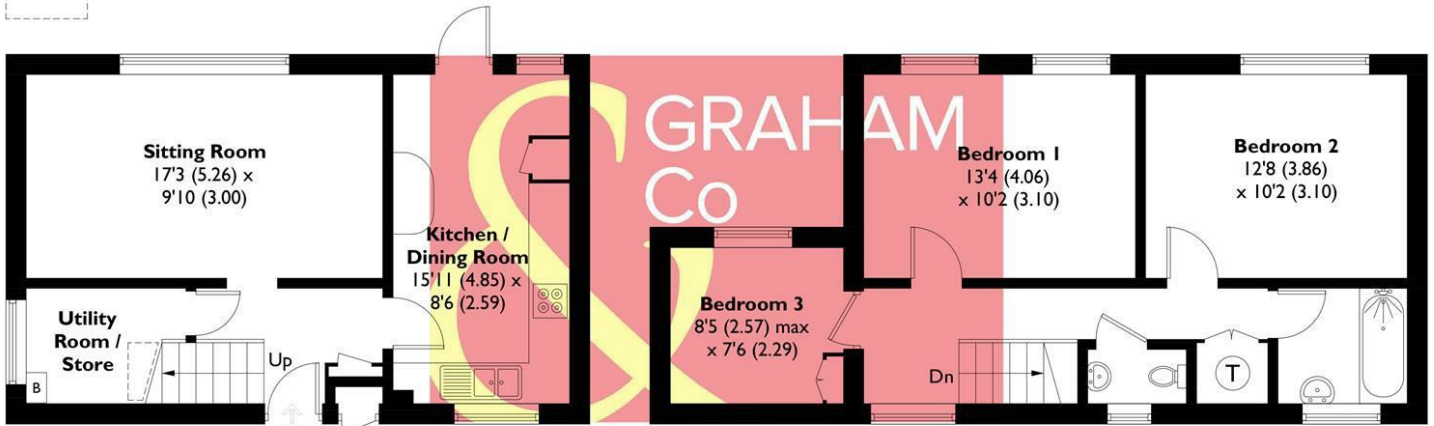 Sitting Room
17'3 (5.26) x
9'10 (3.00)
Kitchen /
Dining Room
15'11 (4.85) x
8'6 (2.59)
Utility
Room /
Store
B
Up
&
GRAHAM
Co
Bedroom 1
13'4 (4.06)
x 10'2 (3.10)
Bedroom 2
12'8 (3.86)
x 10'2 (3.10)
Bedroom 3
8'5 (2.57) max
x 7'6 (2.29)
Dn
T